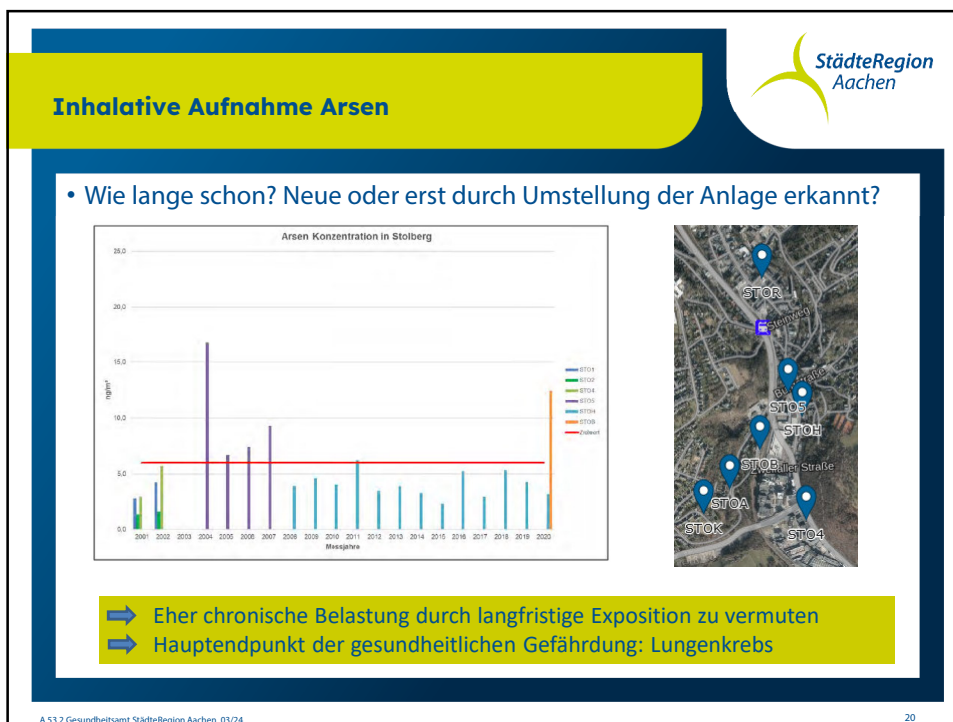 StädteRegion
Aachen
Inhalative Aufnahme Arsen
• Wie lange schon? Neue oder erst durch Umstellung der Anlage erkannt?
Arsen Konzentration in Stolberg
25,0
20,0
15,0
10,0
5,0
0,0
ng/m³
2001 2002 2004 2005 2006 2007 2008 2009 2010 2011 2012 2013 2014 2015 2016 2017 2018 2019 2020
Messjahre
STO1
STO2
STO4
STO5
STOH
STOB
Zielwert
STOR
Steinweg
STO5
STOH
STOB
Straße
STOA
STOK
STO4
Eher chronische Belastung durch langfristige Exposition zu vermuten
Hauptendpunkt der gesundheitlichen Gefährdung: Lungenkrebs
A 53.2 Gesundheitsamt StädteRegion Aachen 03/24
20